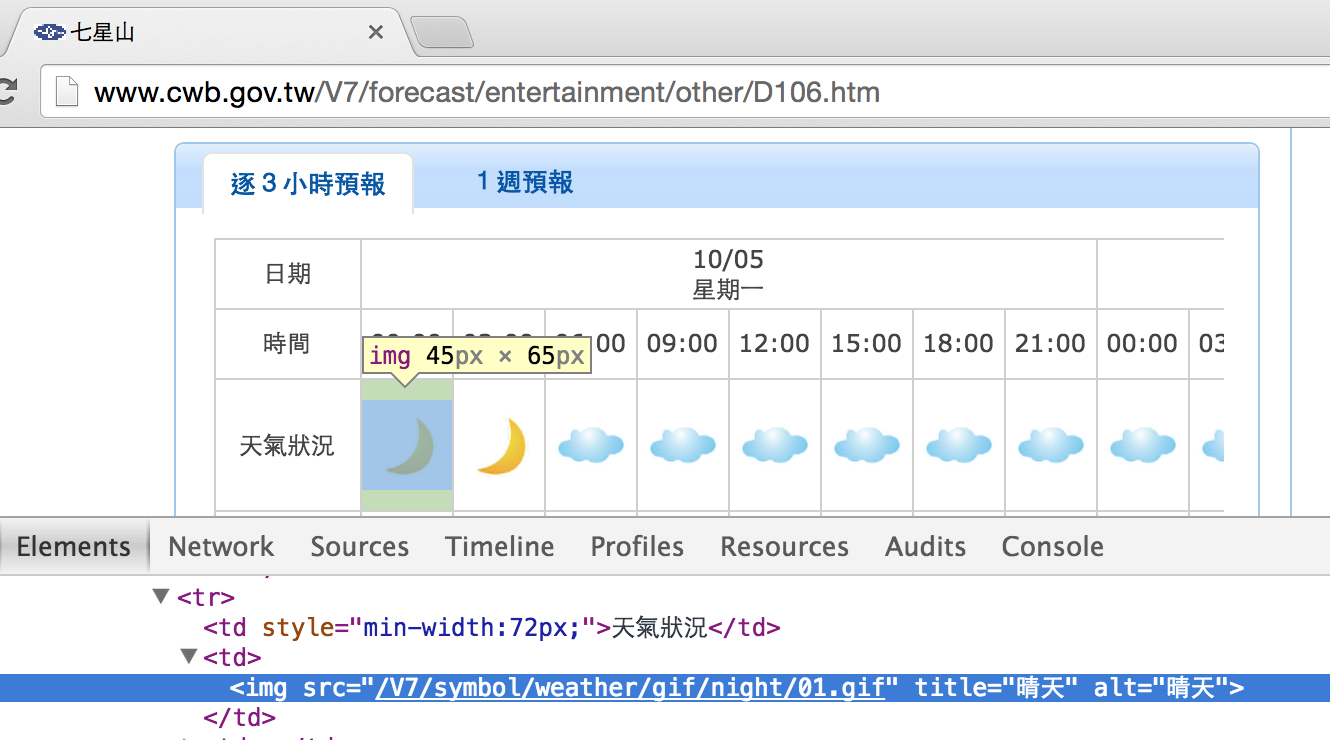 七星山
www.cwb.gov.tw/V7/forecast/entertainment/other/D106.htm
逐 3 小時預報 1 週預報
日期 10/05
星期一
時間 00 09:00 12:00 15:00 18:00 21:00 00:00 03
img 45px × 65px
天氣狀況
Elements Network Sources Timeline Profiles Resources Audits Console
▼<tr>
<td style="min-width:72px;">天氣狀況</td>
▼<td>
<img src="/V7/symbol/weather/gif/night/01.gif" title="晴天" alt="晴天">
</td>